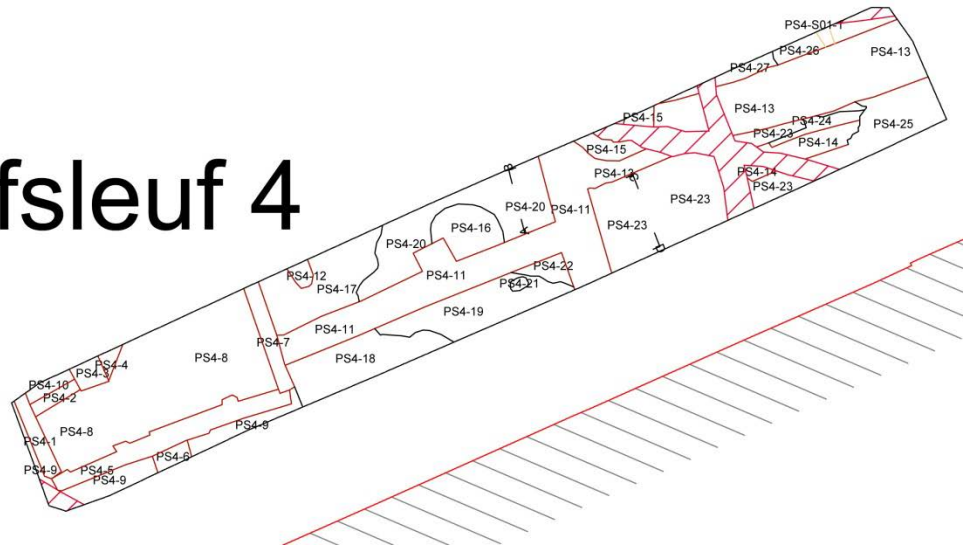 fsleuf 4
PS4-S01-1
PS4-26
PS4-13
PS4-27
PS4-13
PS4-15
PS4-24
PS4-25
PS4-23
PS4-14
PS4-15
PS4-14
PS4-13
PS4-23
B
B
PS4-23
PS4-20
PS4-11
PS4-16
PS4-23
A
PS4-20
D
PS4-22
PS4-12
PS4-11
PS4-21
PS4-17
PS4-19
PS4-11
PS4-7
PS4-8
PS4-18
PS4-4
PS4-3
PS4-10
PS4-2
PS4-9
PS4-8
PS4-1
PS4-6
PS4-9
PS4-5
PS4-9